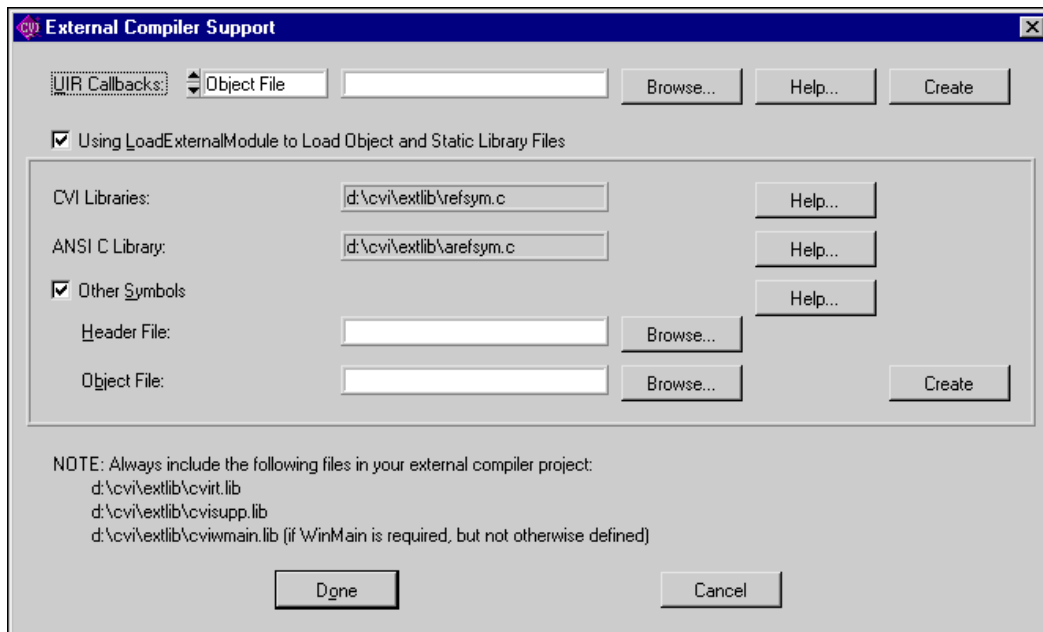 CVI External Compiler Support
UIR Callbacks: Object File Browse... Help... Create
Using LoadExternalModule to Load Object and Static Library Files
CVI Libraries: d:\cvi\extlib\refsym.c Help...
ANSI C Library: d:\cvi\extlib\arefsym.c Help...
Other Symbols Help...
Header File: Browse...
Object File: Browse... Create
NOTE: Always include the following files in your external compiler project:
d:\cvi\extlib\cvirt.lib
d:\cvi\extlib\cvisupp.lib
d:\cvi\extlib\cviwmain.lib (if WinMain is required, but not otherwise defined)
Done Cancel